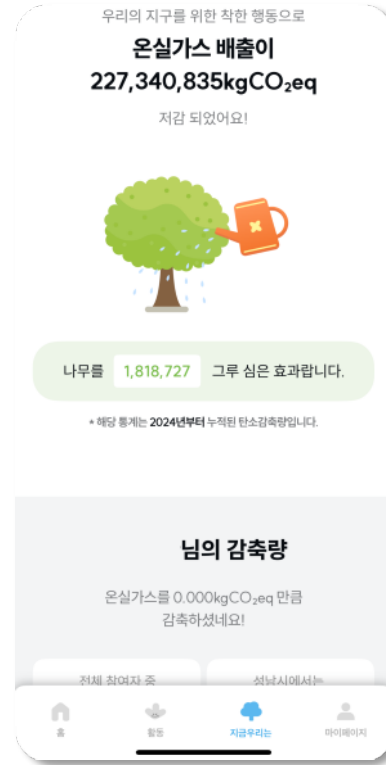 우리의 지구를 위한 착한 행동으로
온실가스 배출이
227,340,835kgCO₂eq
저감 되었어요!
나무를 1,818,727 그루 심은 효과랍니다.
* 해당 통계는 2024년부터 누적된 탄소감축량입니다.
님의 감축량
온실가스를 0.000kgCO₂eq 만큼
감축하셨네요!
전체 참여자 중 성남시에서는
홈 활동 지금우리는 마이페이지